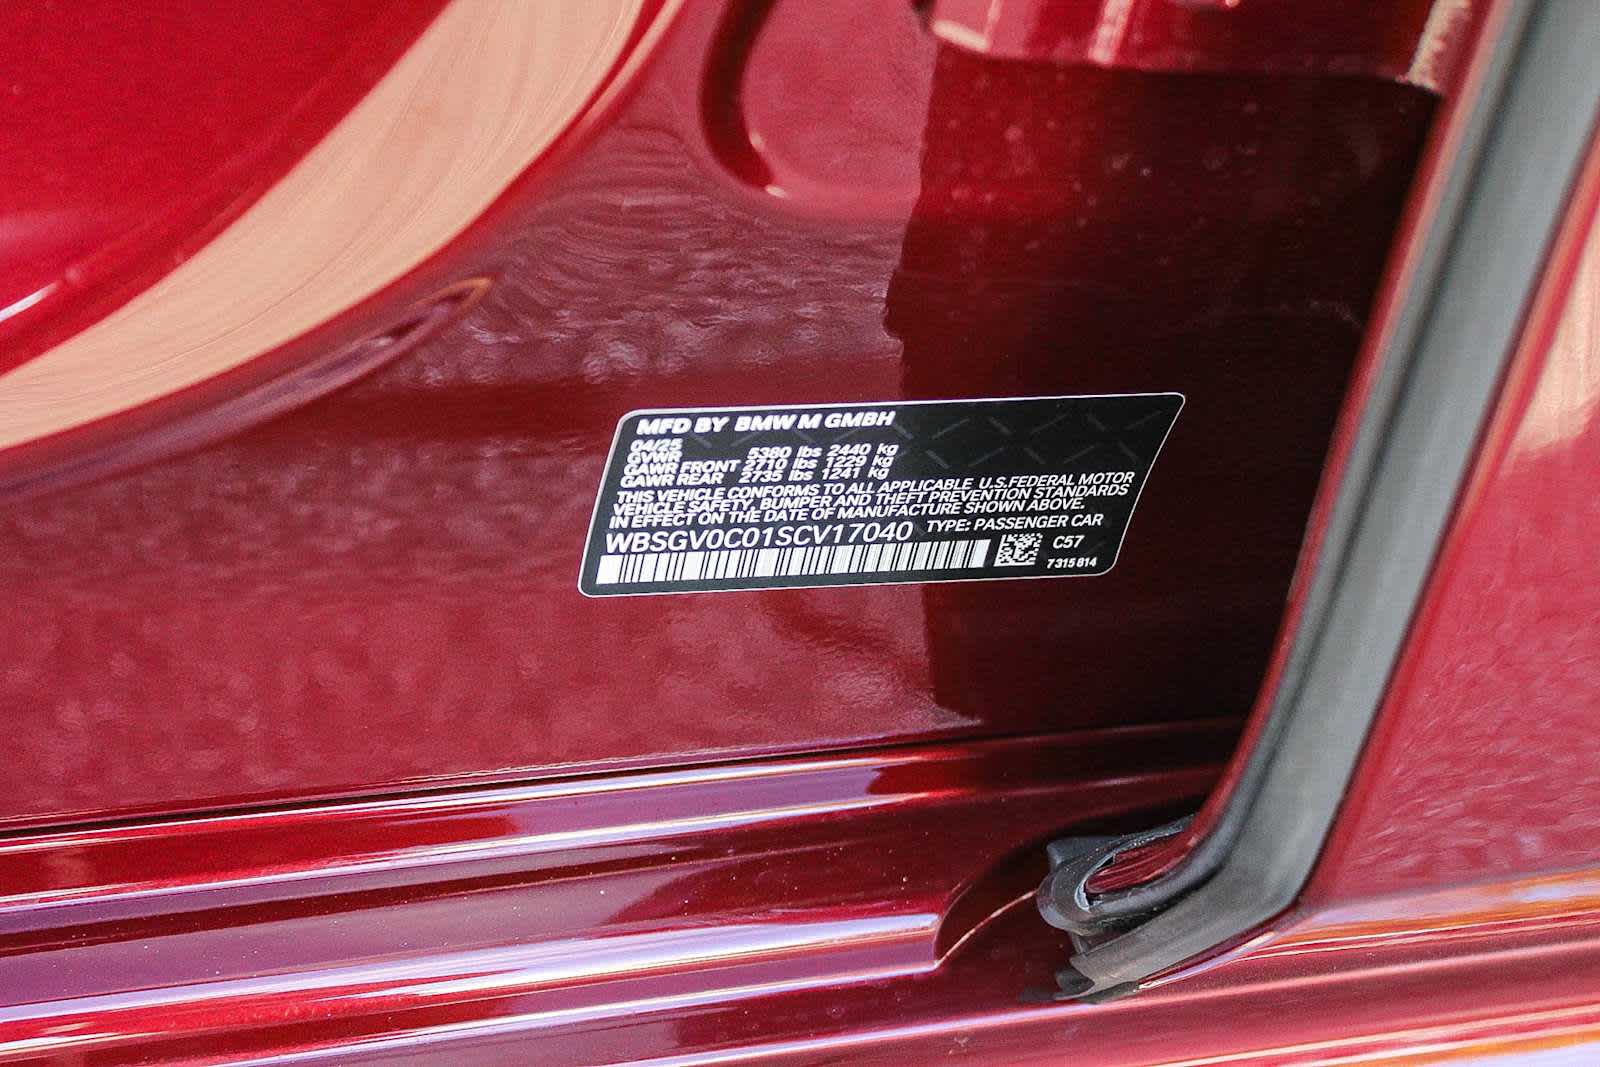 MFD BY BMW M GMBH
04/25
GVWR 5380 lbs 2440 kg
GAWR FRONT 2710 lbs 1229 kg
GAWR REAR 2735 lbs 1241 kg
THIS VEHICLE CONFORMS TO ALL APPLICABLE U.S.FEDERAL MOTOR
VEHICLE SAFETY, BUMPER AND THEFT PREVENTION STANDARDS
IN EFFECT ON THE DATE OF MANUFACTURE SHOWN ABOVE.
WBSGV0C01SCV17040 TYPE: PASSENGER CAR
C57
7315814